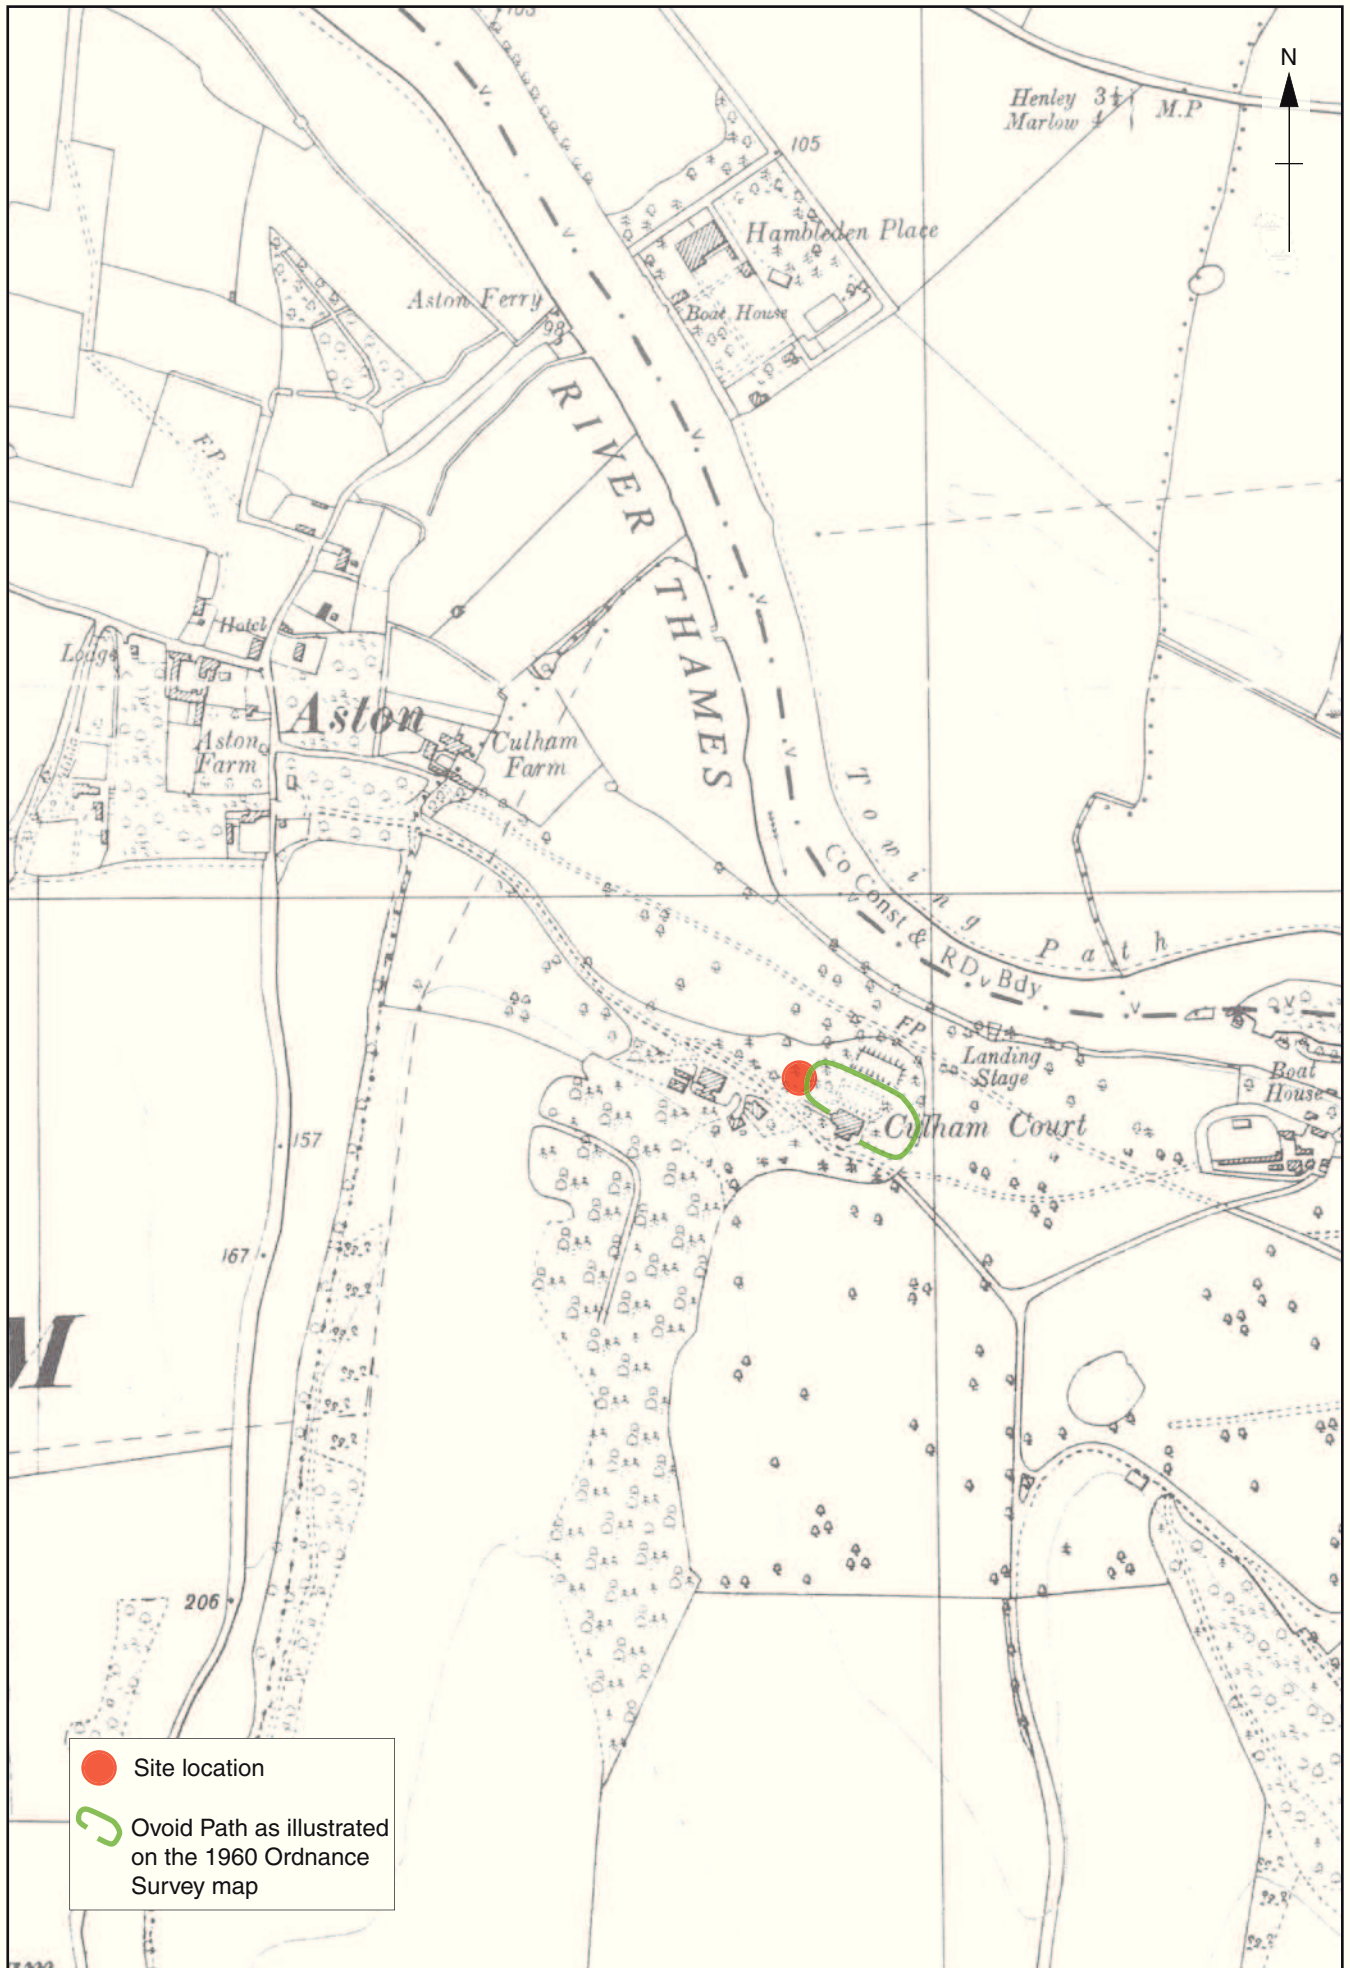 N
Henley 3½
Marlow 4
M.P
105
Hambleden Place
Aston Ferry
98
Boat House
RIVER
THAMES
F.P
Hotel
Lodge
Aston
Aston
Farm
Culham
Farm
Towing
Path
Co Const & R D Bdy
FP
Landing
Stage
Boat
House
Culham Court
157
167
M
206
Site location
Ovoid Path as illustrated
on the 1960 Ordnance
Survey map